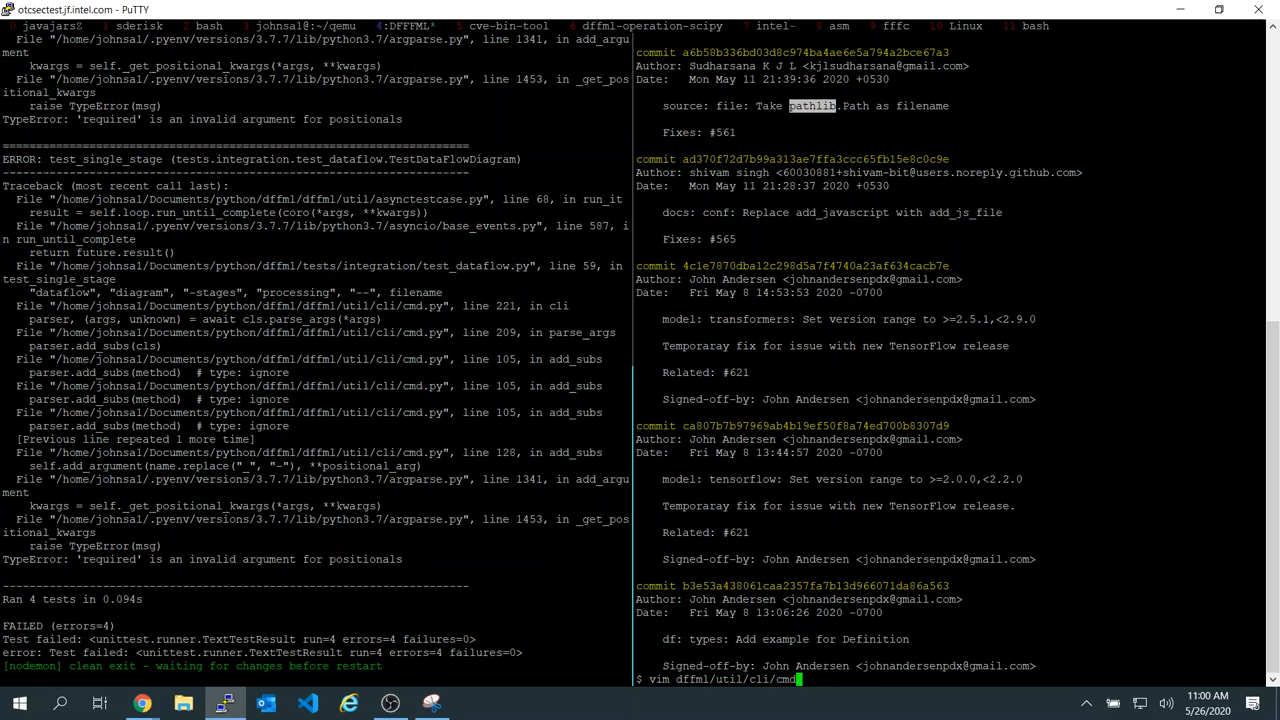 otcsectest.jf.intel.com - PuTTY
0 javajars2 1 sderisk 2 bash 3 johnsa1@:~/qemu 4:DFFFML* 5 cve-bin-tool 6 dffml-operation-scipy 7 intel- 8 asm 9 fffc 10 Linux 11 bash
File "/home/johnsa1/.pyenv/versions/3.7.7/lib/python3.7/argparse.py", line 1341, in add_argu
ment
kwargs = self._get_positional_kwargs(*args, **kwargs)
File "/home/johnsa1/.pyenv/versions/3.7.7/lib/python3.7/argparse.py", line 1453, in _get_pos
itional_kwargs
raise TypeError(msg)
TypeError: 'required' is an invalid argument for positionals
======================================================================
ERROR: test_single_stage (tests.integration.test_dataflow.TestDataFlowDiagram)
----------------------------------------------------------------------
Traceback (most recent call last):
File "/home/johnsa1/Documents/python/dffml/dffml/util/asynctestcase.py", line 68, in run_it
result = self.loop.run_until_complete(coro(*args, **kwargs))
File "/home/johnsa1/.pyenv/versions/3.7.7/lib/python3.7/asyncio/base_events.py", line 587, i
n run_until_complete
return future.result()
File "/home/johnsa1/Documents/python/dffml/tests/integration/test_dataflow.py", line 59, in
test_single_stage
"dataflow", "diagram", "-stages", "processing", "--", filename
File "/home/johnsa1/Documents/python/dffml/dffml/util/cli/cmd.py", line 221, in cli
parser, (args, unknown) = await cls.parse_args(*args)
File "/home/johnsa1/Documents/python/dffml/dffml/util/cli/cmd.py", line 209, in parse_args
parser.add_subs(cls)
File "/home/johnsa1/Documents/python/dffml/dffml/util/cli/cmd.py", line 105, in add_subs
parser.add_subs(method) # type: ignore
File "/home/johnsa1/Documents/python/dffml/dffml/util/cli/cmd.py", line 105, in add_subs
parser.add_subs(method) # type: ignore
File "/home/johnsa1/Documents/python/dffml/dffml/util/cli/cmd.py", line 105, in add_subs
parser.add_subs(method) # type: ignore
[Previous line repeated 1 more time]
File "/home/johnsa1/Documents/python/dffml/dffml/util/cli/cmd.py", line 128, in add_subs
self.add_argument(name.replace("_", "-"), **positional_arg)
File "/home/johnsa1/.pyenv/versions/3.7.7/lib/python3.7/argparse.py", line 1341, in add_argu
ment
kwargs = self._get_positional_kwargs(*args, **kwargs)
File "/home/johnsa1/.pyenv/versions/3.7.7/lib/python3.7/argparse.py", line 1453, in _get_pos
itional_kwargs
raise TypeError(msg)
TypeError: 'required' is an invalid argument for positionals
----------------------------------------------------------------------
Ran 4 tests in 0.094s
FAILED (errors=4)
Test failed: <unittest.runner.TextTestResult run=4 errors=4 failures=0>
error: Test failed: <unittest.runner.TextTestResult run=4 errors=4 failures=0>
[nodemon] clean exit - waiting for changes before restart
commit a6b58b336bd03d8c974ba4ae6e5a794a2bce67a3
Author: Sudharsana K J L <kjlsudharsana@gmail.com>
Date: Mon May 11 21:39:36 2020 +0530
source: file: Take pathlib.Path as filename
Fixes: #561
commit ad370f72d7b99a313ae7ffa3ccc65fb15e8c0c9e
Author: shivam singh <60030881+shivam-bit@users.noreply.github.com>
Date: Mon May 11 21:28:37 2020 +0530
docs: conf: Replace add_javascript with add_js_file
Fixes: #565
commit 4c1e7870dba12c298d5a7f4740a23af634cacb7e
Author: John Andersen <johnandersenpdx@gmail.com>
Date: Fri May 8 14:53:53 2020 -0700
model: transformers: Set version range to >=2.5.1,<2.9.0
Temporaray fix for issue with new TensorFlow release
Related: #621
Signed-off-by: John Andersen <johnandersenpdx@gmail.com>
commit ca807b7b97969ab4b19ef50f8a74ed700b8307d9
Author: John Andersen <johnandersenpdx@gmail.com>
Date: Fri May 8 13:44:57 2020 -0700
model: tensorflow: Set version range to >=2.0.0,<2.2.0
Temporaray fix for issue with new TensorFlow release.
Related: #621
Signed-off-by: John Andersen <johnandersenpdx@gmail.com>
commit b3e53a438061caa2357fa7b13d966071da86a563
Author: John Andersen <johnandersenpdx@gmail.com>
Date: Fri May 8 13:06:26 2020 -0700
df: types: Add example for Definition
Signed-off-by: John Andersen <johnandersenpdx@gmail.com>
$ vim dffml/util/cli/cmd
11:00 AM
5/26/2020